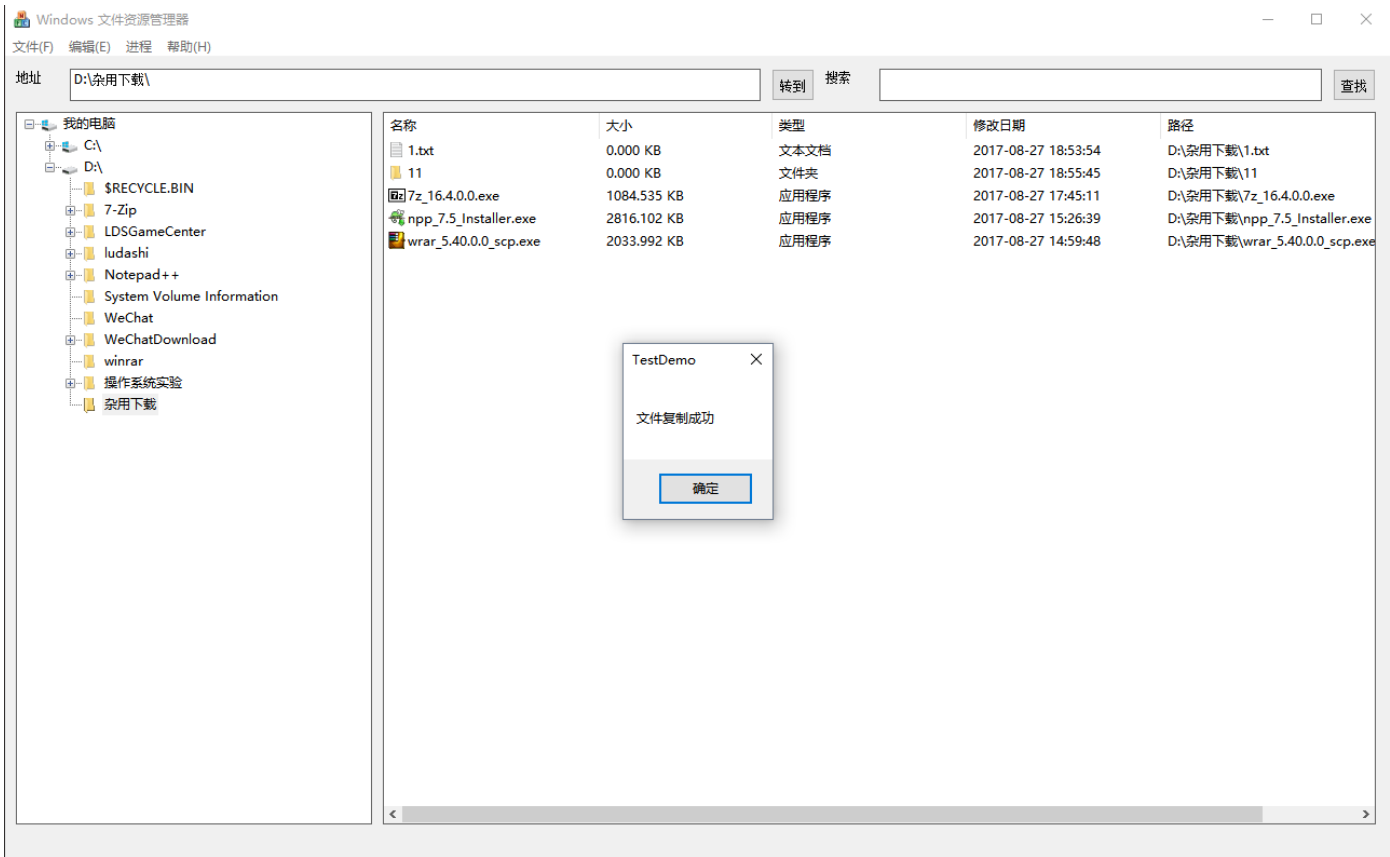 Windows 文件资源管理器
文件(F) 编辑(E) 进程 帮助(H)
地址 D:\杂用下载\ 转到 搜索 查找
我的电脑
C:\
D:\
$RECYCLE.BIN
7-Zip
LDSGameCenter
ludashi
Notepad++
System Volume Information
WeChat
WeChatDownload
winrar
操作系统实验
杂用下载
名称 大小 类型 修改日期 路径
1.txt 0.000 KB 文本文档 2017-08-27 18:53:54 D:\杂用下载\1.txt
11 0.000 KB 文件夹 2017-08-27 18:55:45 D:\杂用下载\11
7z_16.4.0.0.exe 1084.535 KB 应用程序 2017-08-27 17:45:11 D:\杂用下载\7z_16.4.0.0.exe
npp_7.5_Installer.exe 2816.102 KB 应用程序 2017-08-27 15:26:39 D:\杂用下载\npp_7.5_Installer.exe
wrar_5.40.0.0_scp.exe 2033.992 KB 应用程序 2017-08-27 14:59:48 D:\杂用下载\wrar_5.40.0.0_scp.exe
TestDemo
文件复制成功
确定